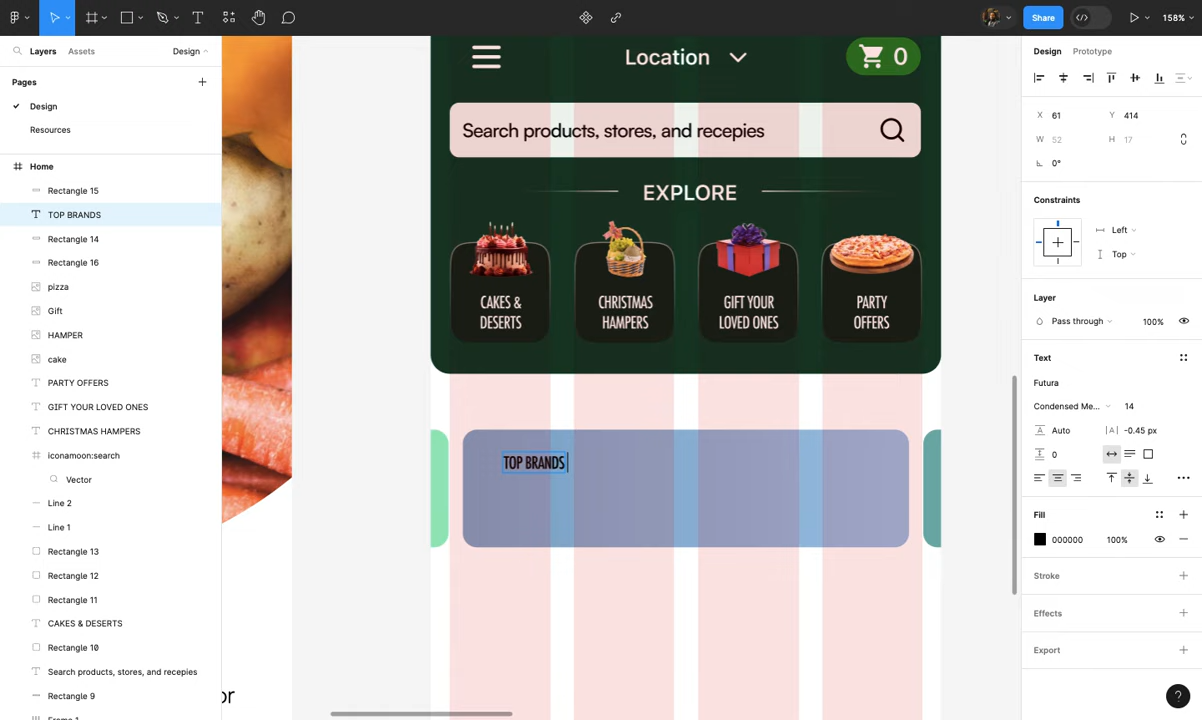 Share
158%
Layers
Assets
Design
Pages
Design
Resources
Home
Rectangle 15
TOP BRANDS
Rectangle 14
Rectangle 16
pizza
Gift
HAMPER
cake
PARTY OFFERS
GIFT YOUR LOVED ONES
CHRISTMAS HAMPERS
iconamoon:search
Vector
Line 2
Line 1
Rectangle 13
Rectangle 12
Rectangle 11
CAKES & DESERTS
Rectangle 10
Search products, stores, and recepies
Rectangle 9
Frame 1
or
Location
0
Search products, stores, and recepies
EXPLORE
CAKES &
DESERTS
CHRISTMAS
HAMPERS
GIFT YOUR
LOVED ONES
PARTY
OFFERS
TOP BRANDS
Design
Prototype
X 61
Y 414
W 52
H 17
0°
Constraints
Left
Top
Layer
Pass through
100%
Text
Futura
Condensed Me...
14
Auto
|A| -0.45 px
0
Fill
000000
100%
Stroke
Effects
Export
?